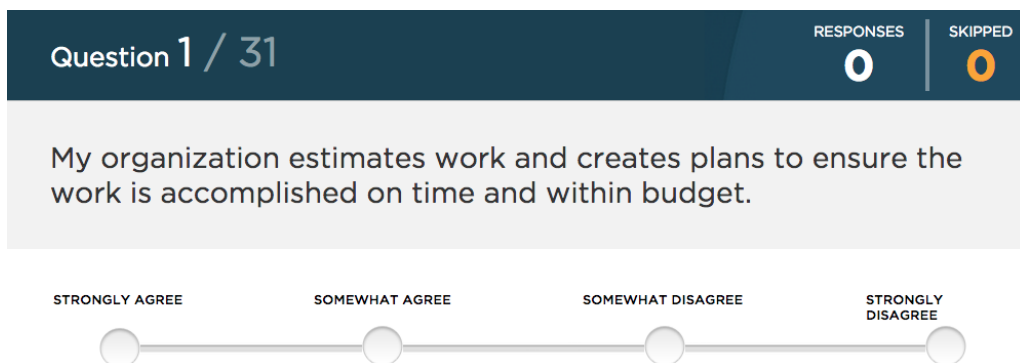 Question 1 / 31
RESPONSES
0
SKIPPED
0
My organization estimates work and creates plans to ensure the
work is accomplished on time and within budget.
STRONGLY AGREE
SOMEWHAT AGREE
SOMEWHAT DISAGREE
STRONGLY
DISAGREE